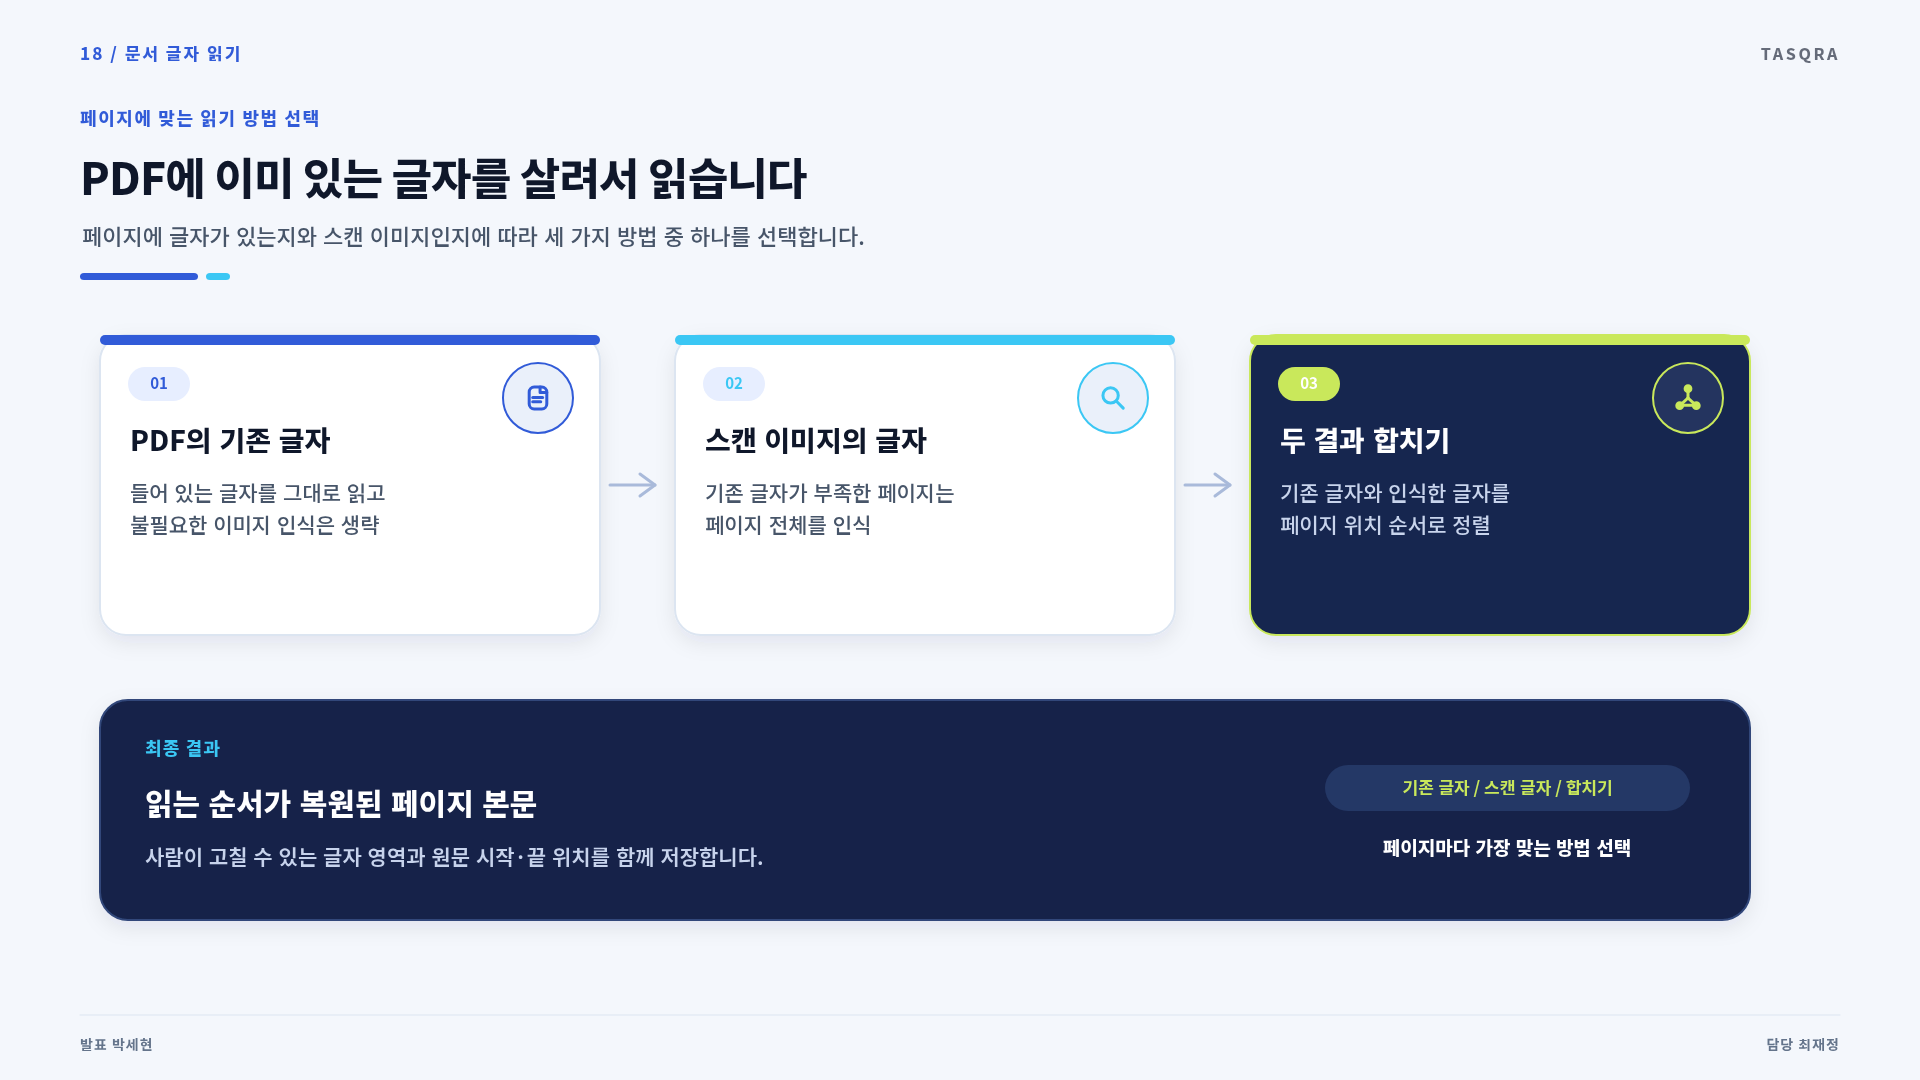 18 / 문서 글자 읽기
TASQRA
페이지에 맞는 읽기 방법 선택
PDF에 이미 있는 글자를 살려서 읽습니다
페이지에 글자가 있는지와 스캔 이미지인지에 따라 세 가지 방법 중 하나를 선택합니다.
01
PDF의 기존 글자
들어 있는 글자를 그대로 읽고
불필요한 이미지 인식은 생략
02
스캔 이미지의 글자
기존 글자가 부족한 페이지는
페이지 전체를 인식
03
두 결과 합치기
기존 글자와 인식한 글자를
페이지 위치 순서로 정렬
최종 결과
읽는 순서가 복원된 페이지 본문
사람이 고칠 수 있는 글자 영역과 원문 시작·끝 위치를 함께 저장합니다.
기존 글자 / 스캔 글자 / 합치기
페이지마다 가장 맞는 방법 선택
발표 박세현
담당 최재정